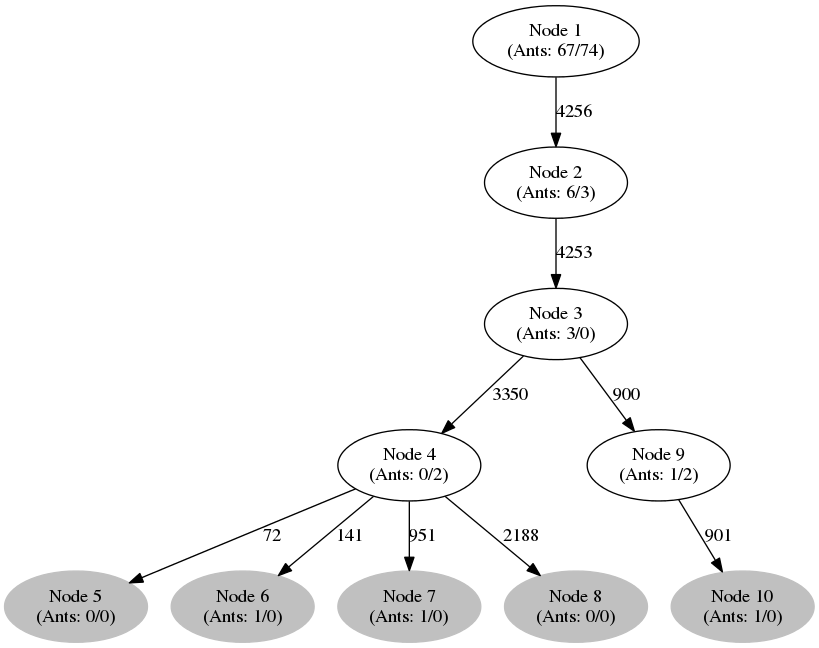 Node 1
(Ants: 67/74)
4256
Node 2
(Ants: 6/3)
4253
Node 3
(Ants: 3/0)
3350
900
Node 4
(Ants: 0/2)
Node 9
(Ants: 1/2)
72
141
951
2188
901
Node 5
(Ants: 0/0)
Node 6
(Ants: 1/0)
Node 7
(Ants: 1/0)
Node 8
(Ants: 0/0)
Node 10
(Ants: 1/0)